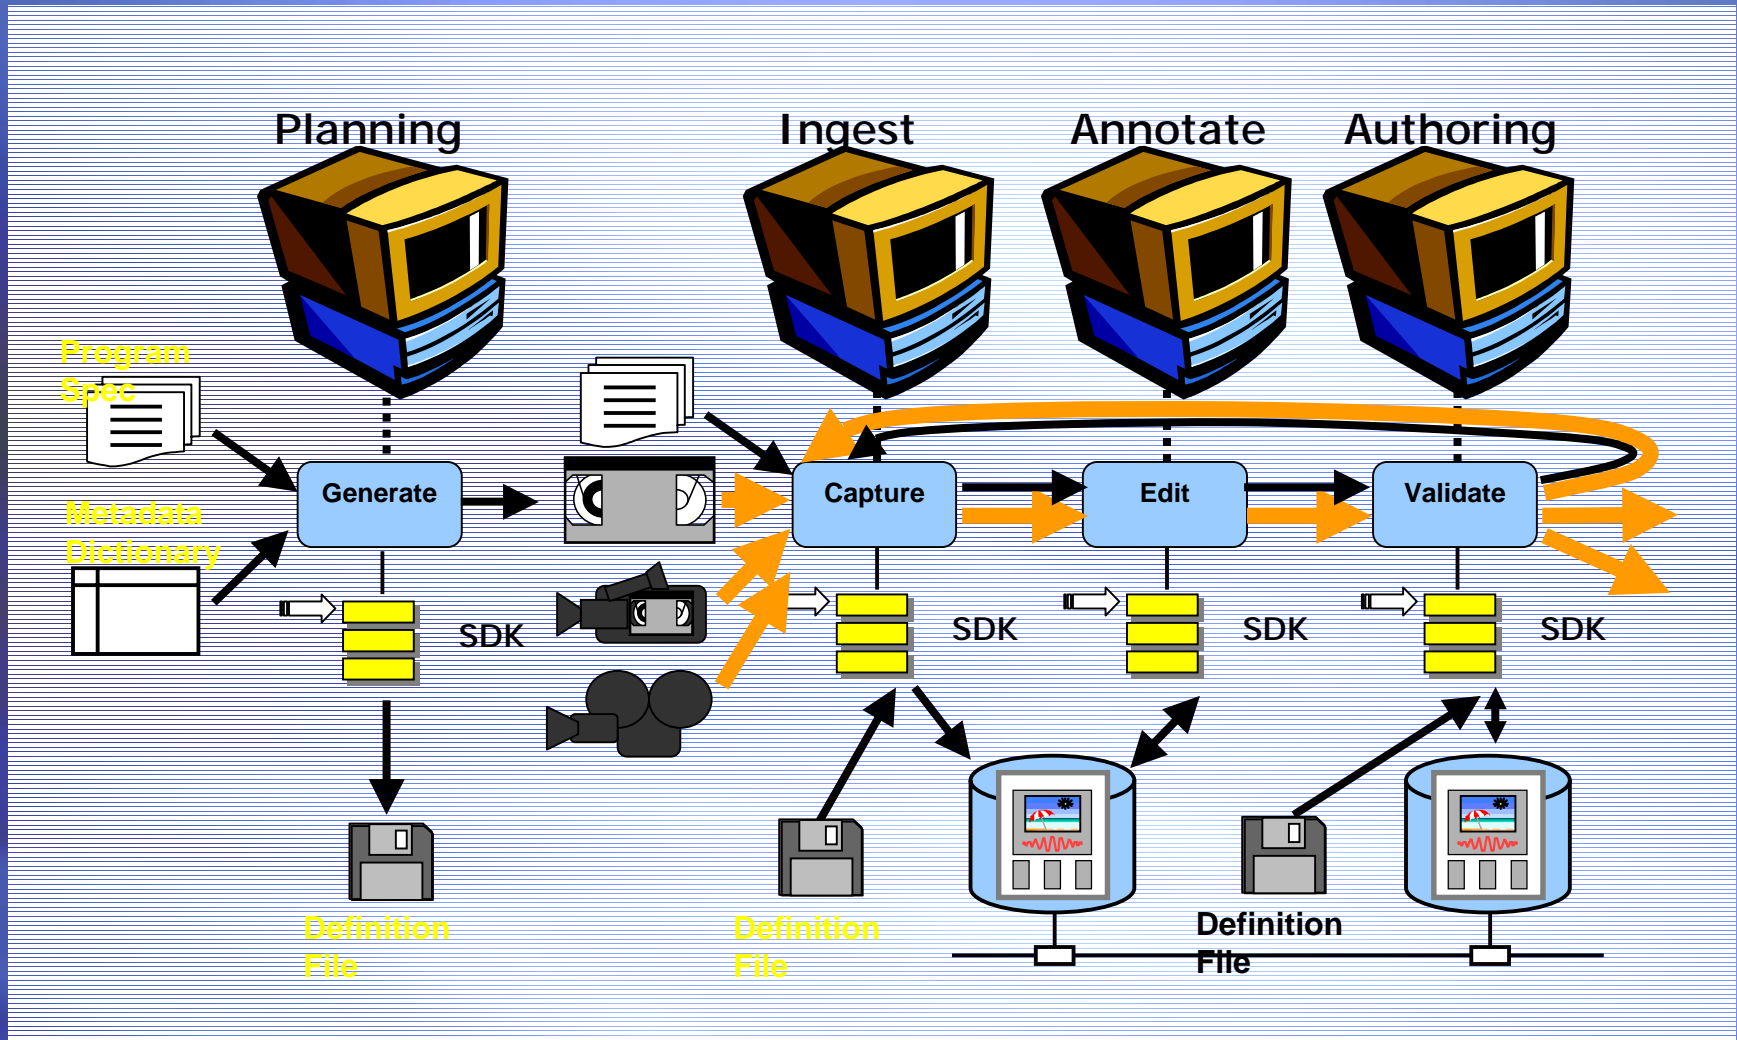 Planning
Ingest
Annotate
Authoring
Program
Spec
Metadata
Dictionary
Generate
Capture
Edit
Validate
SDK
SDK
SDK
SDK
Definition
File
Definition
File
Definition
File